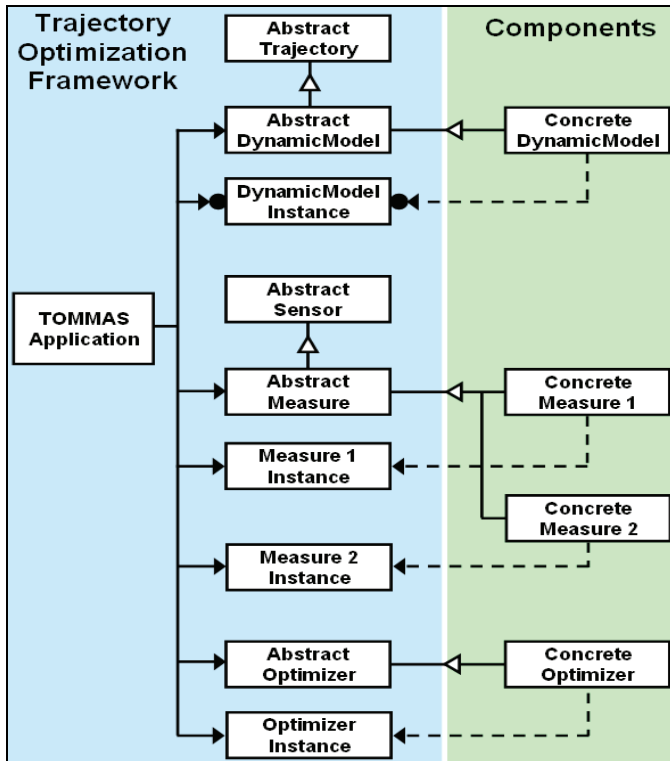 Trajectory
Optimization
Framework
Components
Abstract
Trajectory
Abstract
DynamicModel
Concrete
DynamicModel
DynamicModel
Instance
Abstract
Sensor
TOMMAS
Application
Abstract
Measure
Concrete
Measure 1
Measure 1
Instance
Concrete
Measure 2
Measure 2
Instance
Abstract
Optimizer
Concrete
Optimizer
Optimizer
Instance